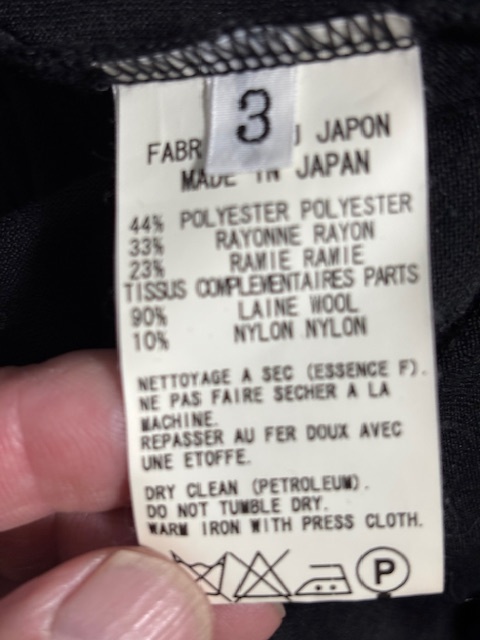 3
JAPON
MADE IN JAPAN
44% POLYESTER POLYESTER
33% RAYONNE RAYON
23% RAMIE RAMIE
TISSUS COMPLEMENTAIRES PARTS
90% LAINE WOOL
10% NYLON NYLON
NETTOYAGE A SEC (ESSENCE F).
NE PAS FAIRE SECHER A LA
MACHINE.
REPASSER AU FER DOUX AVEC
UNE ETOFFE.
DRY CLEAN (PETROLEUM).
DO NOT TUMBLE DRY.
WARM IRON WITH PRESS CLOTH.
P